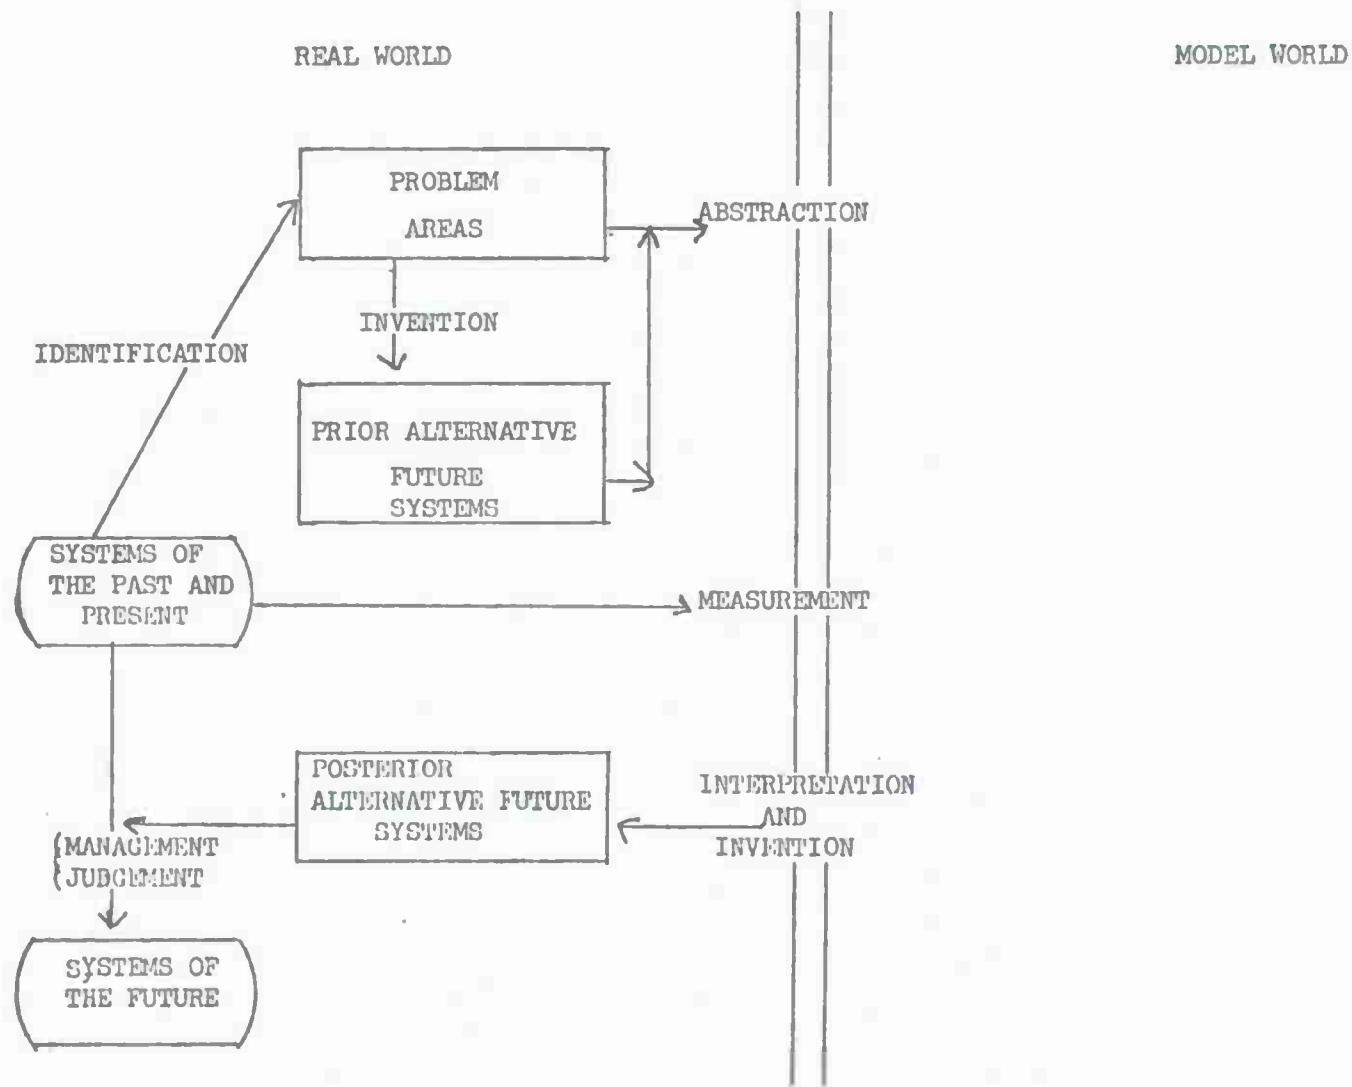 REAL WORLD
MODEL WORLD
PROBLEM
AREAS
ABSTRACTION
INVENTION
IDENTIFICATION
PRIOR ALTERNATIVE
FUTURE
SYSTEMS
SYSTEMS OF
THE PAST AND
PRESENT
MEASUREMENT
POSTERIOR
ALTERNATIVE FUTURE
SYSTEMS
INTERPRETATION
AND
INVENTION
{MANAGEMENT
{JUDGEMENT
SYSTEMS OF
THE FUTURE